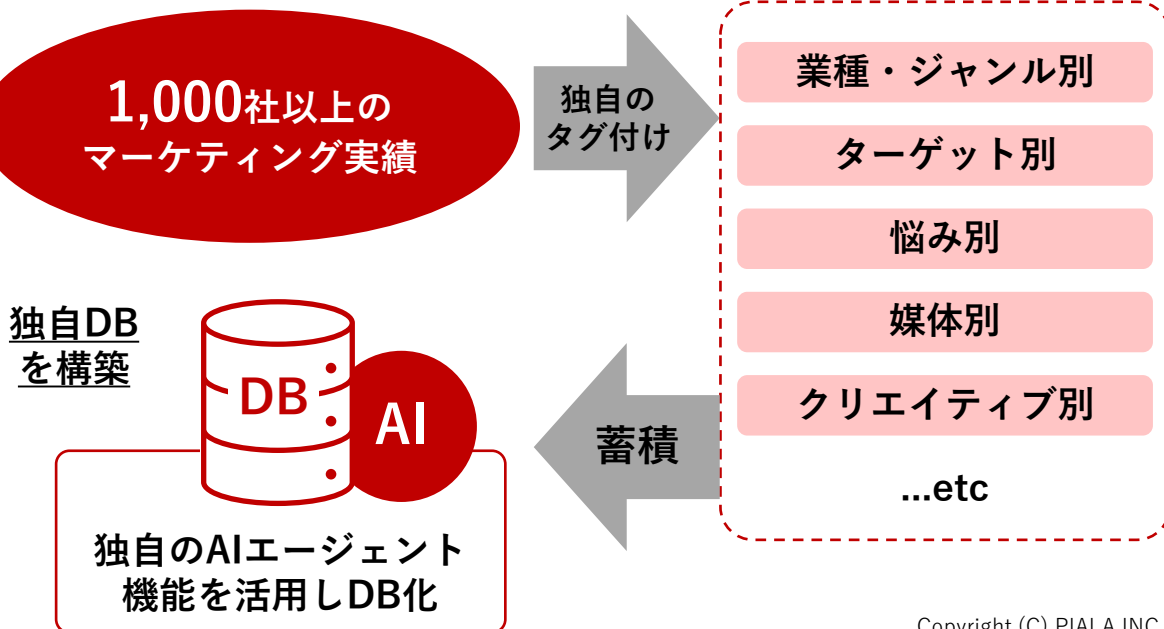 1,000社以上の
マーケティング実績
独自の
タグ付け
業種・ジャンル別
ターゲット別
悩み別
媒体別
クリエイティブ別
...etc
蓄積
独自DB
を構築
DB
AI
独自のAIエージェント
機能を活用しDB化
Copyright (C) PIALA INC